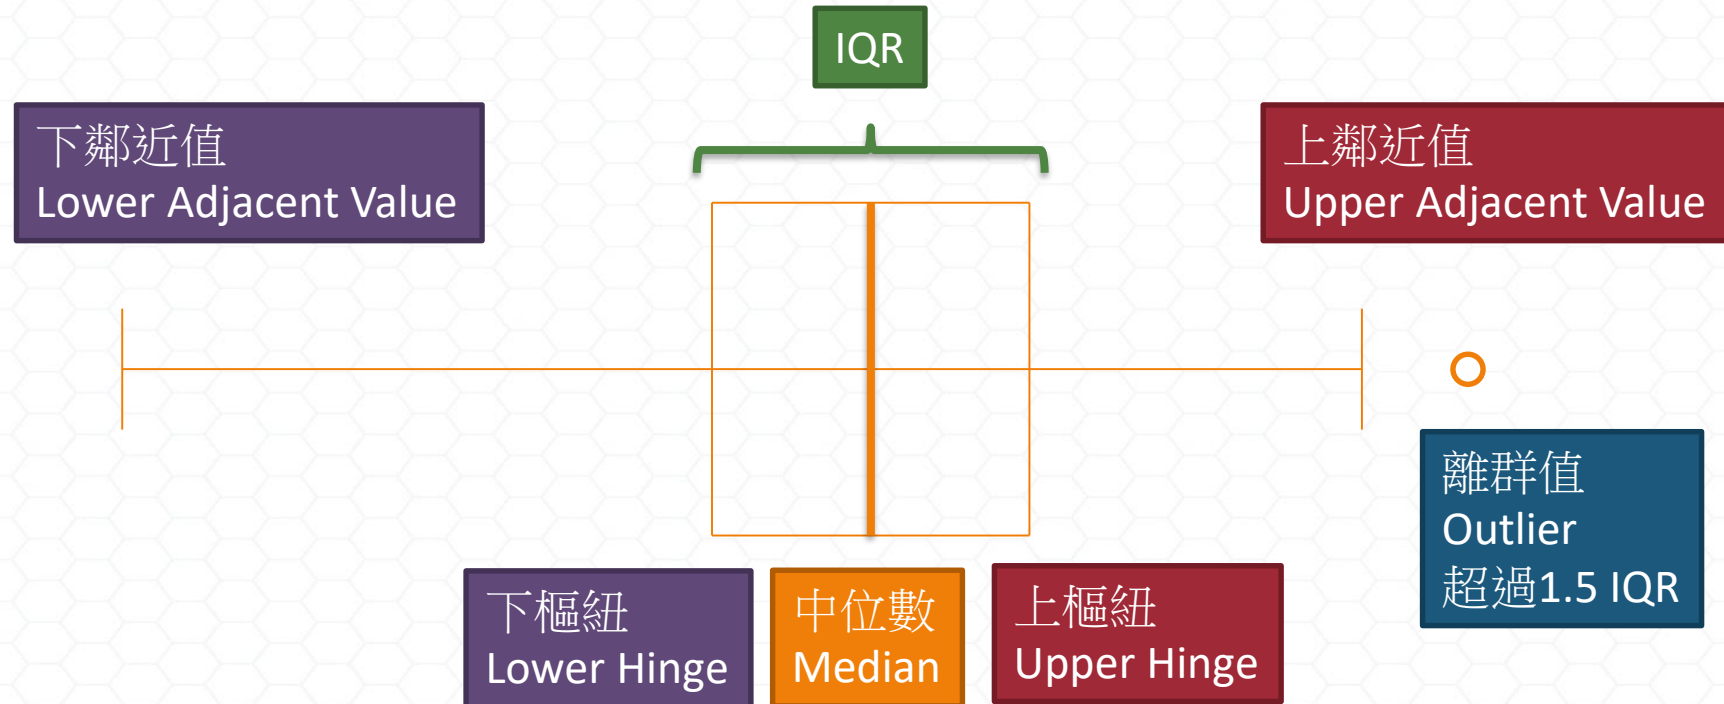 IQR
下鄰近值
Lower Adjacent Value
上鄰近值
Upper Adjacent Value
離群值
Outlier
超過1.5 IQR
下樞紐
Lower Hinge
中位數
Median
上樞紐
Upper Hinge